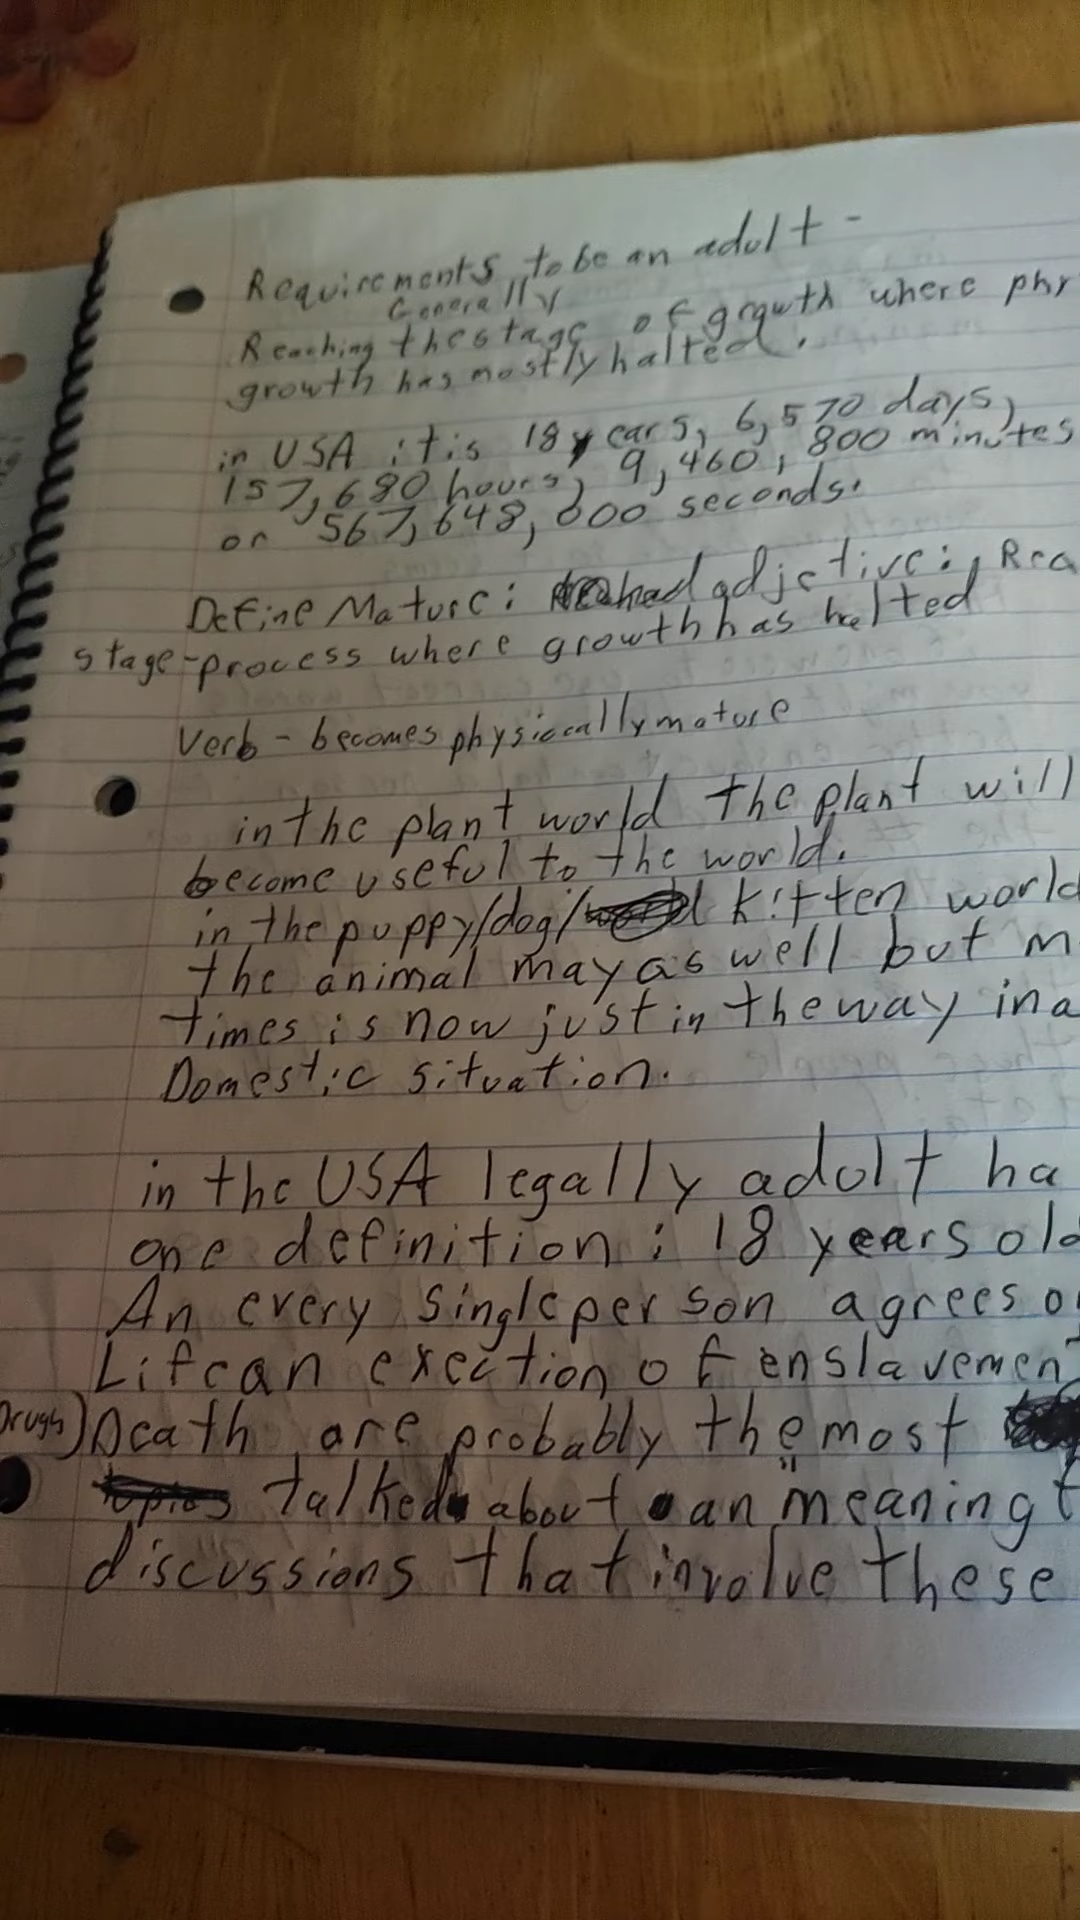 Requirements to be an adult -
Generally
Reaching the stage of growth where phy
growth has mostly halted.
in USA it is 18 years, 6,570 days,
157,680 hours, 9,460,800 minutes
or 567,648,000 seconds.
Define Mature: adjective: Rea
stage-process where growth has halted
Verb - becomes physically mature
in the plant world the plant will
become useful to the world.
in the puppy/dog/ kitten world
the animal may as well but m
times is now just in the way in a
Domestic situation.
in the USA legally adult ha
one definition: 18 years old
An every single person agrees o
Lifcan exection of enslavement
Drugs) Death are probably the most
topics talked about an meaning
discussions that involve these